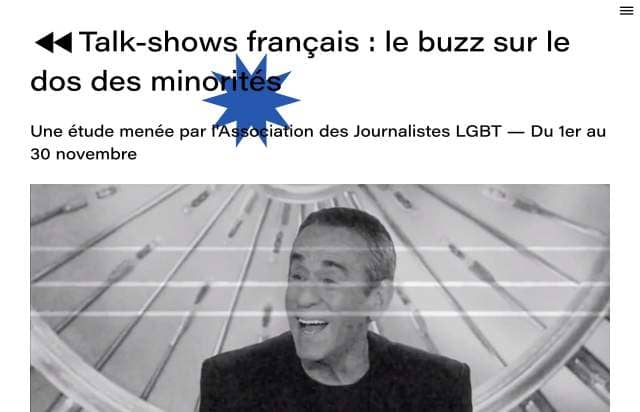 Talk-shows français : le buzz sur le
dos des minorités
Une étude menée par l'Association des Journalistes LGBT — Du 1er au
30 novembre